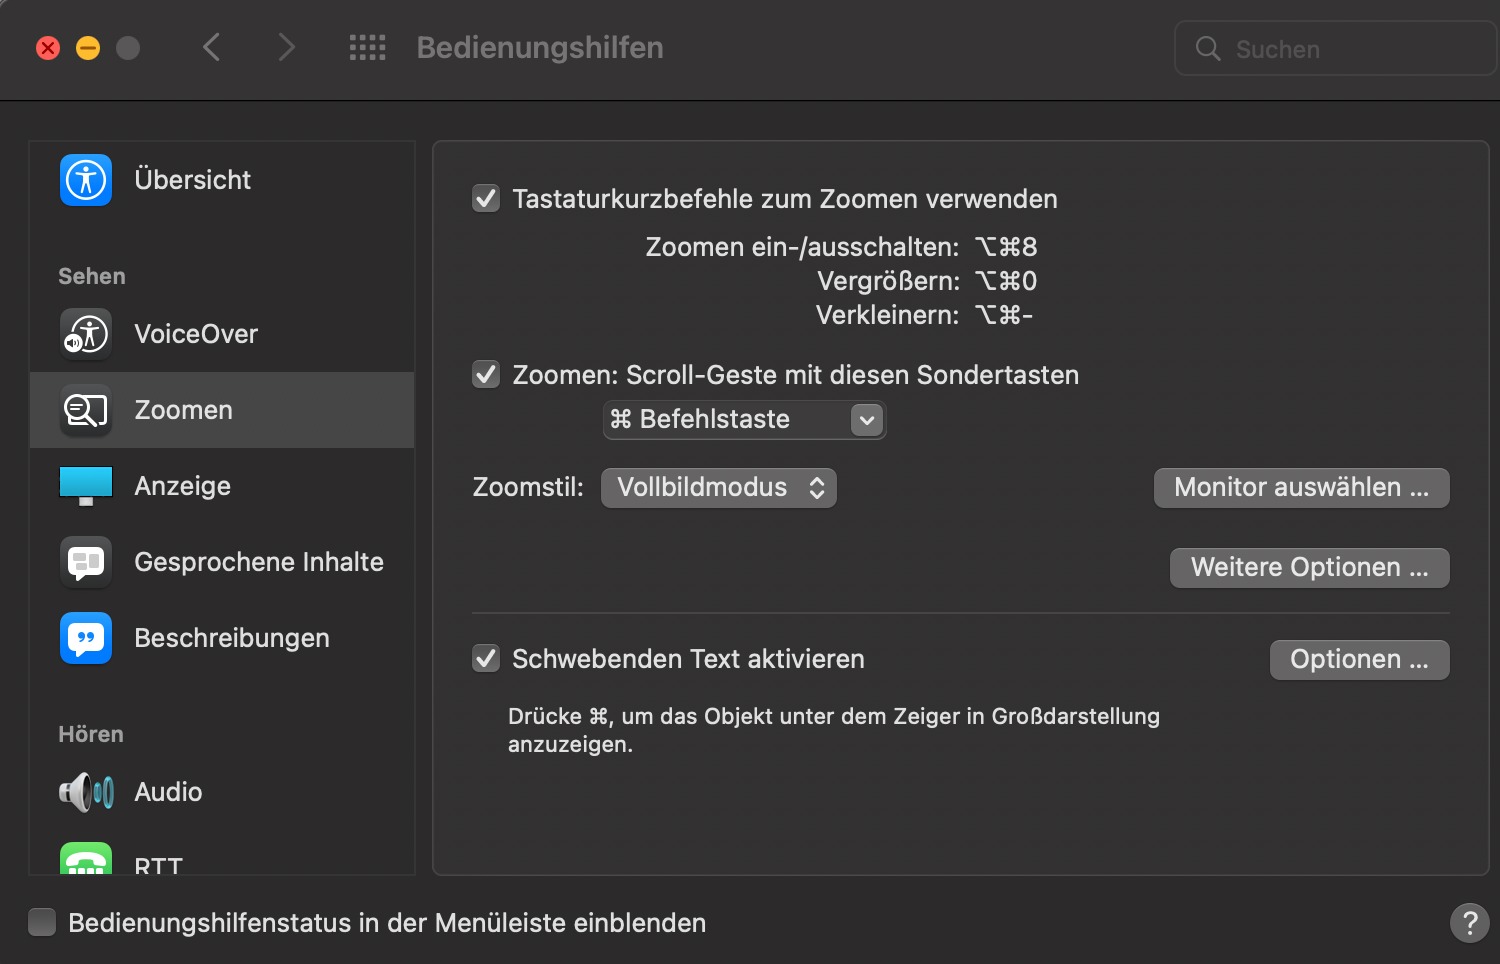 Bedienungshilfen
Suchen
Übersicht
Sehen
VoiceOver
Zoomen
Anzeige
Gesprochene Inhalte
Beschreibungen
Hören
Audio
RTT
Tastaturkurzbefehle zum Zoomen verwenden
Zoomen ein-/ausschalten: ⌥⌘8
Vergrößern: ⌥⌘0
Verkleinern: ⌥⌘-
Zoomen: Scroll-Geste mit diesen Sondertasten
⌘ Befehlstaste
Zoomstil: Vollbildmodus
Monitor auswählen ...
Weitere Optionen ...
Schwebenden Text aktivieren
Optionen ...
Drücke ⌘, um das Objekt unter dem Zeiger in Großdarstellung
anzuzeigen.
Bedienungshilfenstatus in der Menüleiste einblenden
?